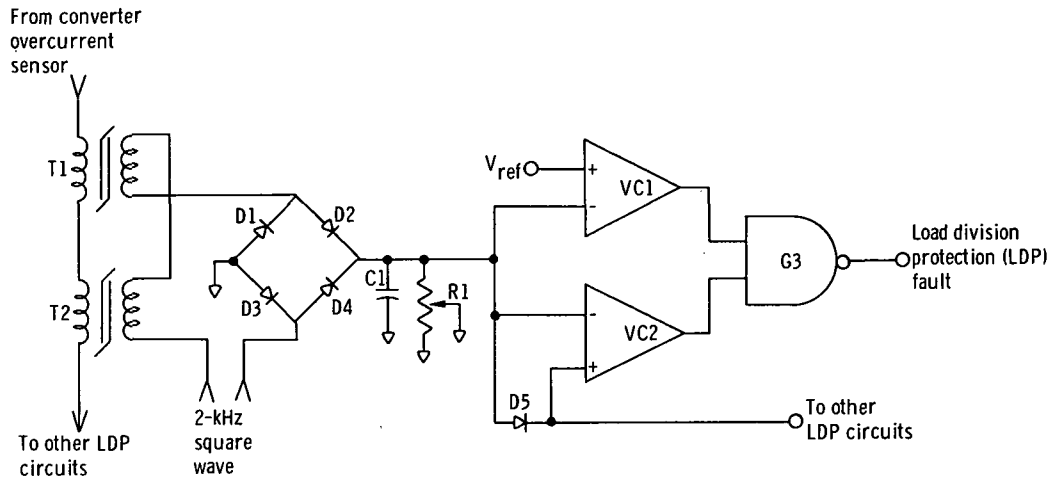 From converter
overcurrent
sensor
T1
T2
To other LDP
circuits
2-kHz
square
wave
D1
D2
D3
D4
C1
R1
Vref
+
-
VC1
-
+
VC2
D5
G3
Load division
protection (LDP)
fault
To other
LDP circuits